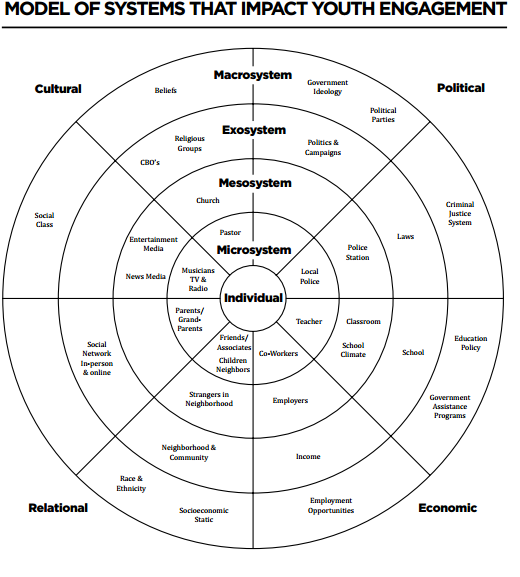 MODEL OF SYSTEMS THAT IMPACT YOUTH ENGAGEMENT
Cultural
Macrosystem
Political
Beliefs
Government
Ideology
Political
Parties
Exosystem
Religious
Groups
CBO's
Politics &
Campaigns
Mesosystem
Church
Social
Class
Criminal
Justice
System
Pastor
Laws
Entertainment
Media
Microsystem
Police
Station
News Media
Musicians
TV &
Radio
Local
Police
Individual
Parents/
Grand-
Parents
Teacher
Classroom
Friends/
Associates
Children
Neighbors
Co-Workers
School
Climate
School
Education
Policy
Social
Network
In-person
& online
Strangers in
Neighborhood
Employers
Government
Assistance
Programs
Neighborhood &
Community
Income
Race &
Ethnicity
Socioeconomic
Static
Employment
Opportunities
Relational
Economic